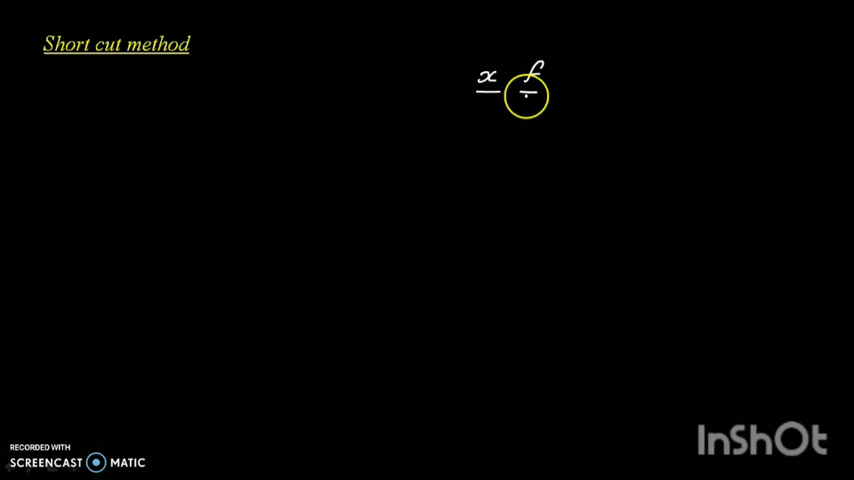 Short cut method
x f
RECORDED WITH
SCREENCAST MATIC
InShOt